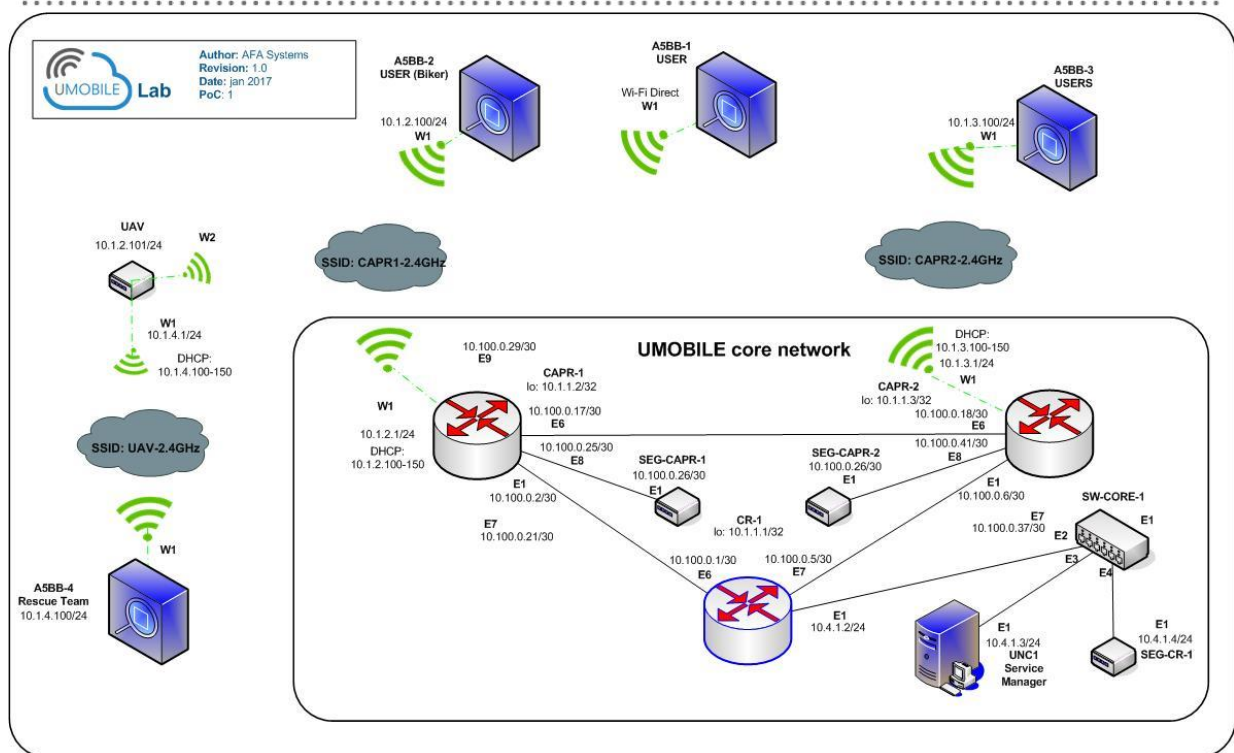 UMOBILE Lab
Author: AFA Systems
Revision: 1.0
Date: jan 2017
PoC: 1
A5BB-2
USER (Biker)
10.1.2.100/24
W1
A5BB-1
USER
Wi-Fi Direct
W1
A5BB-3
USERS
10.1.3.100/24
W1
UAV
10.1.2.101/24
W2
W1
10.1.4.1/24
DHCP:
10.1.4.100-150
SSID: CAPR1-2.4GHz
SSID: CAPR2-2.4GHz
SSID: UAV-2.4GHz
W1
A5BB-4
Rescue Team
10.1.4.100/24
UMOBILE core network
10.100.0.29/30
E9
CAPR-1
lo: 10.1.1.2/32
W1
10.1.2.1/24
DHCP:
10.1.2.100-150
10.100.0.17/30
E6
10.100.0.25/30
E8
E1
10.100.0.2/30
E7
10.100.0.21/30
SEG-CAPR-1
10.100.0.26/30
E1
DHCP:
10.1.3.100-150
10.1.3.1/24
W1
CAPR-2
lo: 10.1.1.3/32
10.100.0.18/30
E6
10.100.0.41/30
E8
SEG-CAPR-2
10.100.0.26/30
E1
E1
10.100.0.6/30
E7
10.100.0.37/30
SW-CORE-1
E1
E2
E3
E4
CR-1
lo: 10.1.1.1/32
10.100.0.1/30
E6
10.100.0.5/30
E7
E1
10.4.1.2/24
E1
10.4.1.3/24
UNC1
Service
Manager
E1
10.4.1.4/24
SEG-CR-1